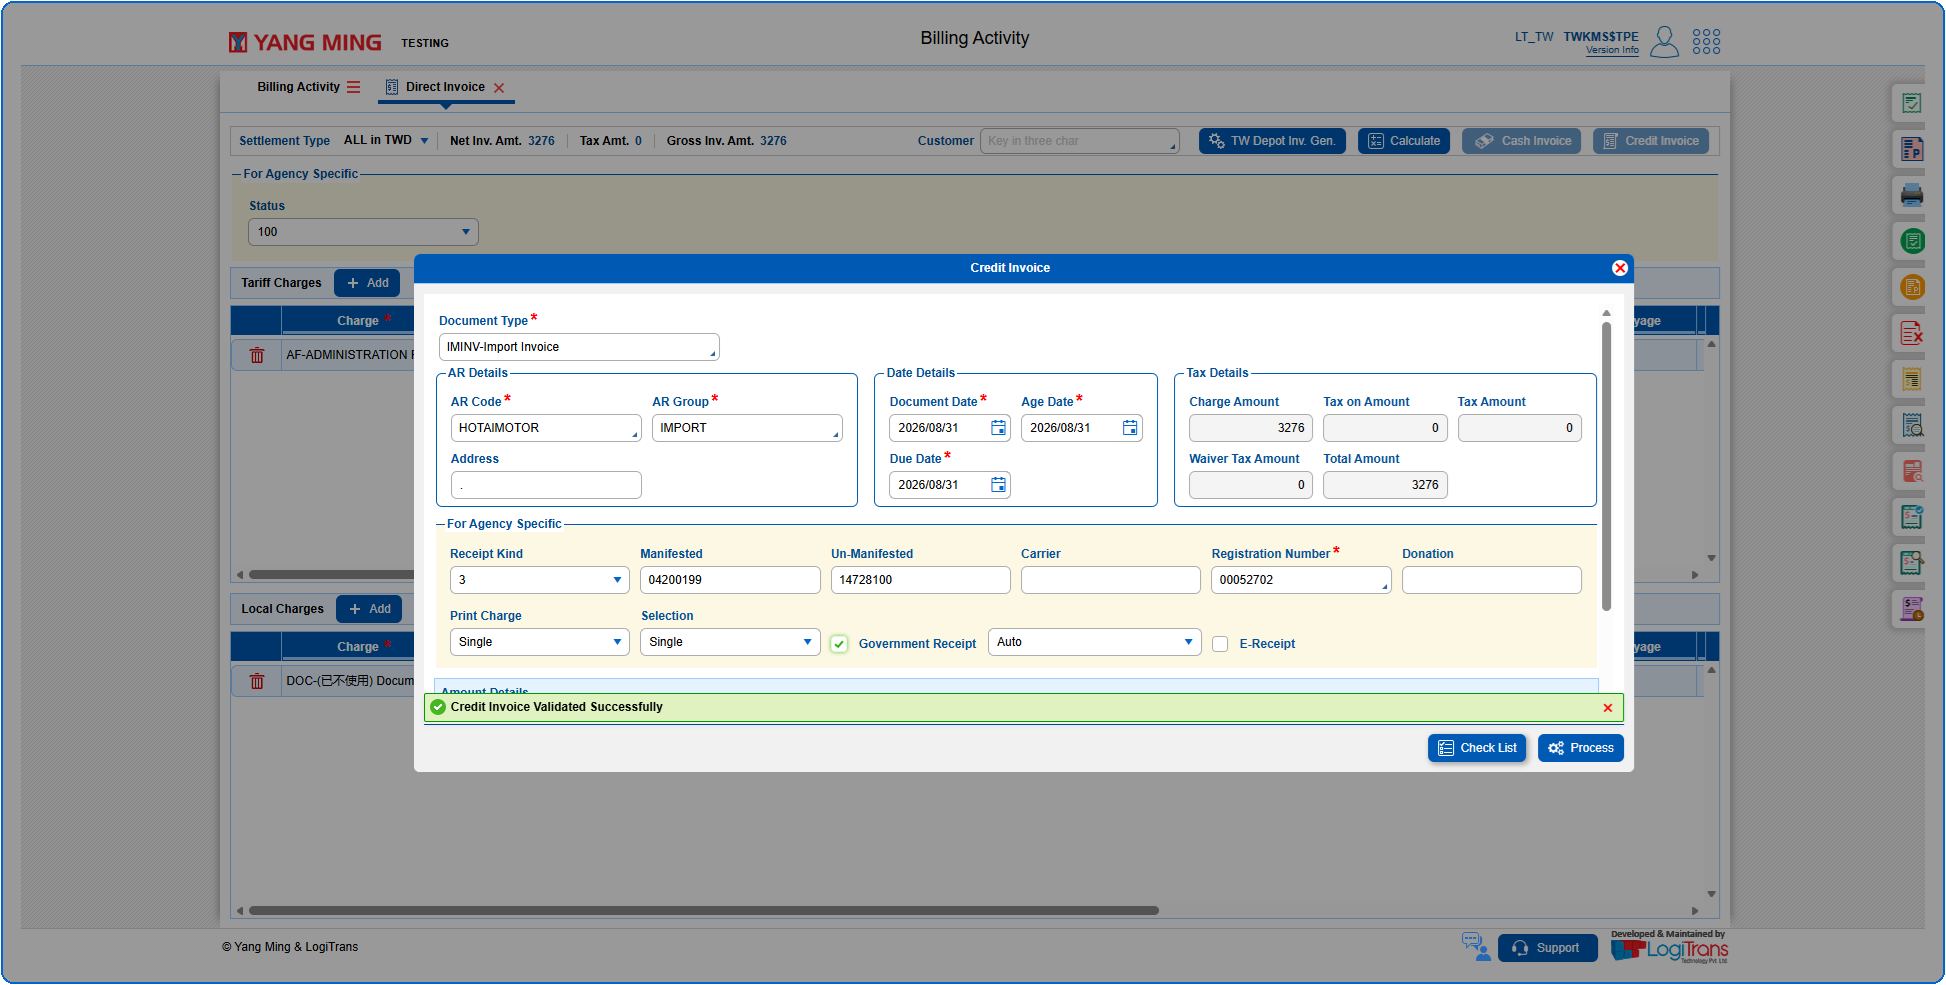 YANG MING TESTING
Billing Activity
LT_TW TWKMS$TPE
Version Info
Billing Activity
Direct Invoice
Settlement Type ALL in TWD Net Inv. Amt. 3276 Tax Amt. 0 Gross Inv. Amt. 3276 Customer Key in three char TW Depot Inv. Gen. Calculate Cash Invoice Credit Invoice
For Agency Specific
Status
100
Tariff Charges + Add
Charge *
yage
AF-ADMINISTRATION
Credit Invoice
Document Type *
IMINV-Import Invoice
AR Details
AR Code * AR Group *
HOTAIMOTOR IMPORT
Address
.
Date Details
Document Date * Age Date *
2026/08/31 2026/08/31
Due Date *
2026/08/31
Tax Details
Charge Amount Tax on Amount Tax Amount
3276 0 0
Waiver Tax Amount Total Amount
0 3276
For Agency Specific
Receipt Kind Manifested Un-Manifested Carrier Registration Number * Donation
3 04200199 14728100 00052702
Print Charge Selection
Single Single Government Receipt Auto E-Receipt
Amount Details
Credit Invoice Validated Successfully
Check List Process
Local Charges + Add
Charge *
yage
DOC-(已不使用) Docum
© Yang Ming & LogiTrans
Support
Developed & Maintained by
LogiTrans
Technology Pvt. Ltd.